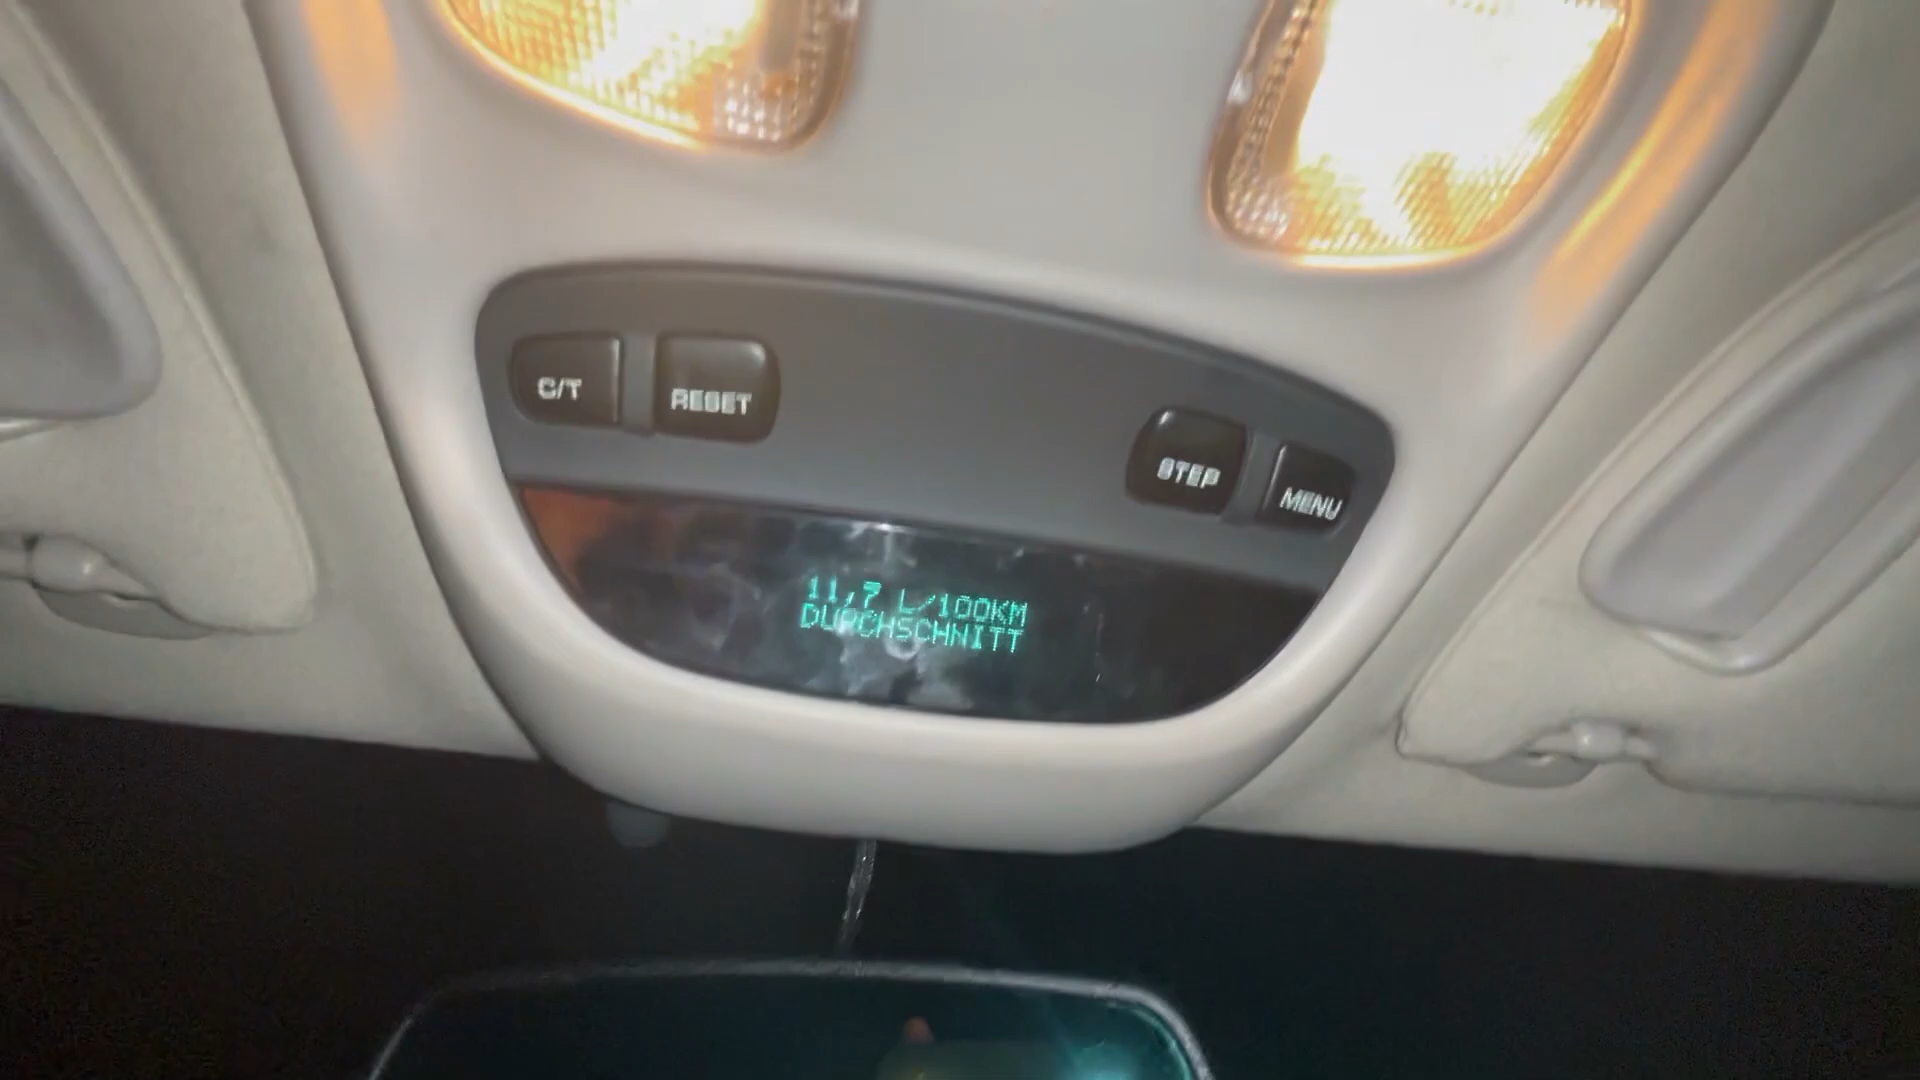 C/T
RESET
STEP
MENU
11,7 L/100KM
DURCHSCHNITT